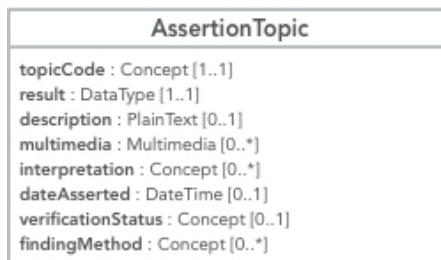 AssertionTopic
topicCode : Concept [1..1]
result : DataType [1..1]
description : PlainText [0..1]
multimedia : Multimedia [0..*]
interpretation : Concept [0..*]
dateAsserted : DateTime [0..1]
verificationStatus : Concept [0..1]
findingMethod : Concept [0..*]